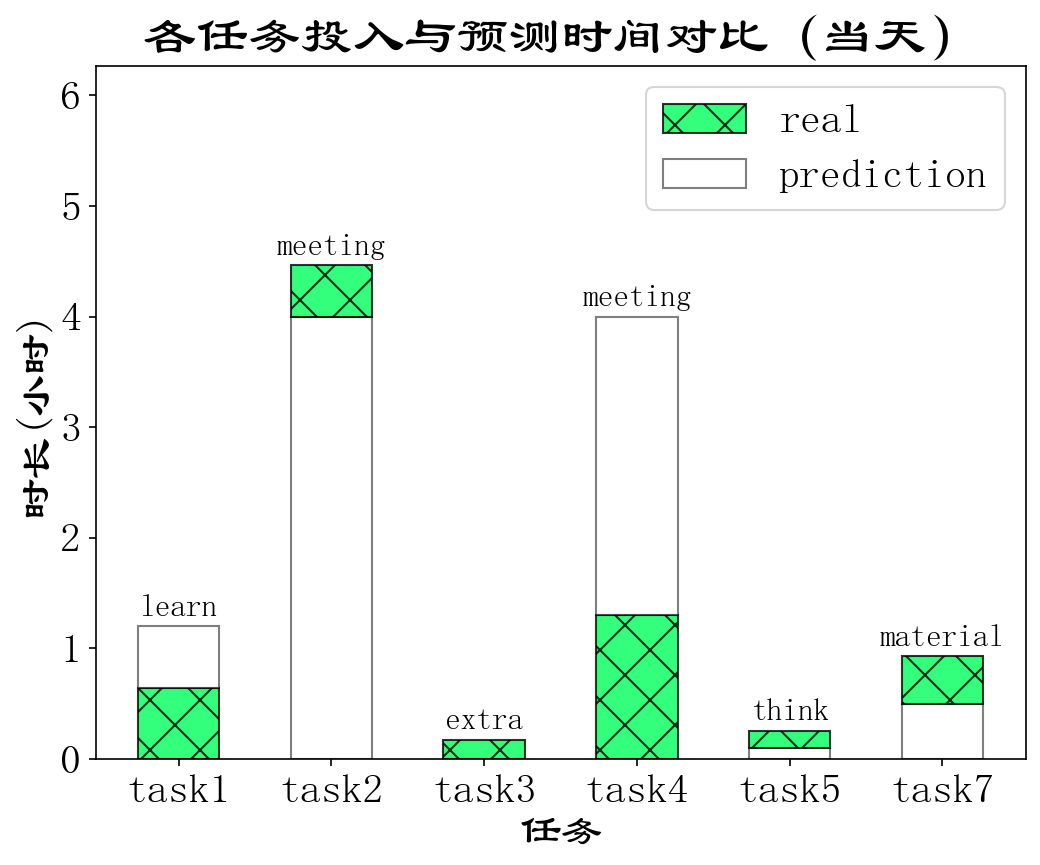 各任务投入与预测时间对比 (当天)
real
prediction
时长(小时)
6
5
4
3
2
1
0
learn
meeting
extra
meeting
think
material
task1 task2 task3 task4 task5 task7
任务